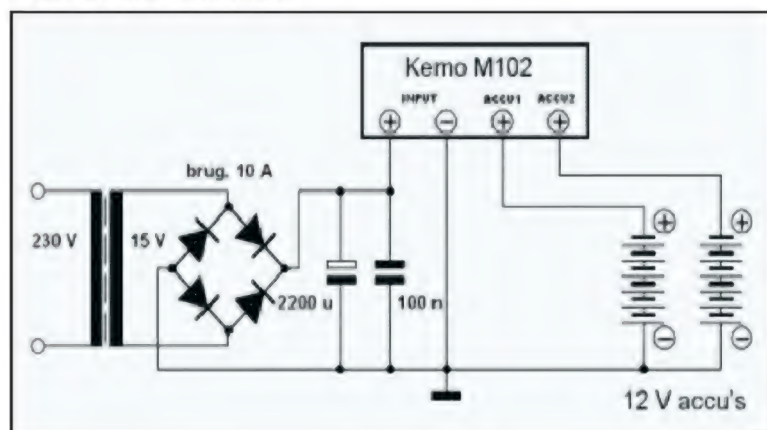 Kemo M102
INPUT ACCU1 ACCU2
+ − + +
brug. 10 A
230 V 15 V
2200 u 100 n
+ +
− −
12 V accu's